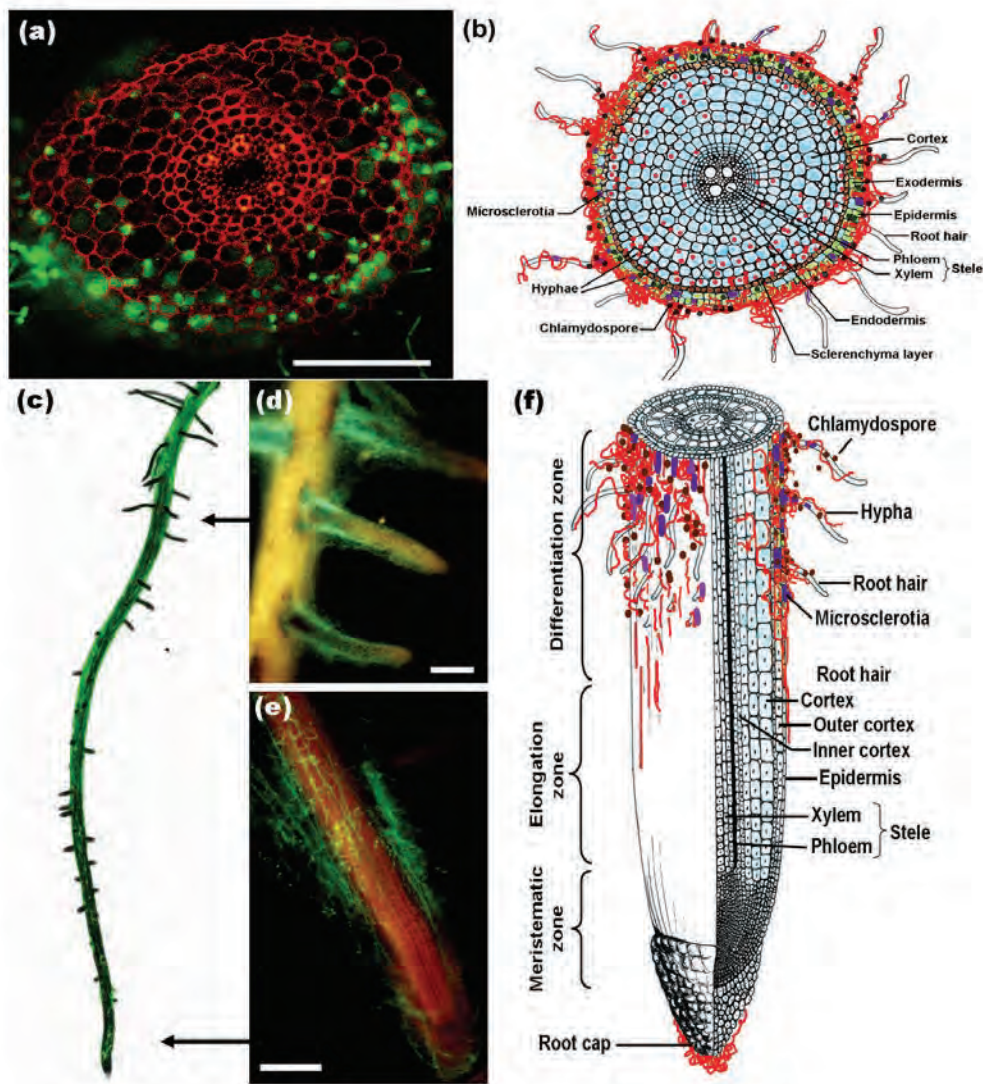 (a)
(b)
Cortex
Exodermis
Microsclerotia
Epidermis
Root hair
Phloem
Xylem
Stele
Hyphae
Endodermis
Chlamydospore
Sclerenchyma layer
(c)
(d)
(e)
(f)
Chlamydospore
Hypha
Root hair
Microsclerotia
Differentiation zone
Root hair
Cortex
Outer cortex
Inner cortex
Epidermis
Elongation
zone
Xylem
Phloem
Stele
Meristematic
zone
Root cap